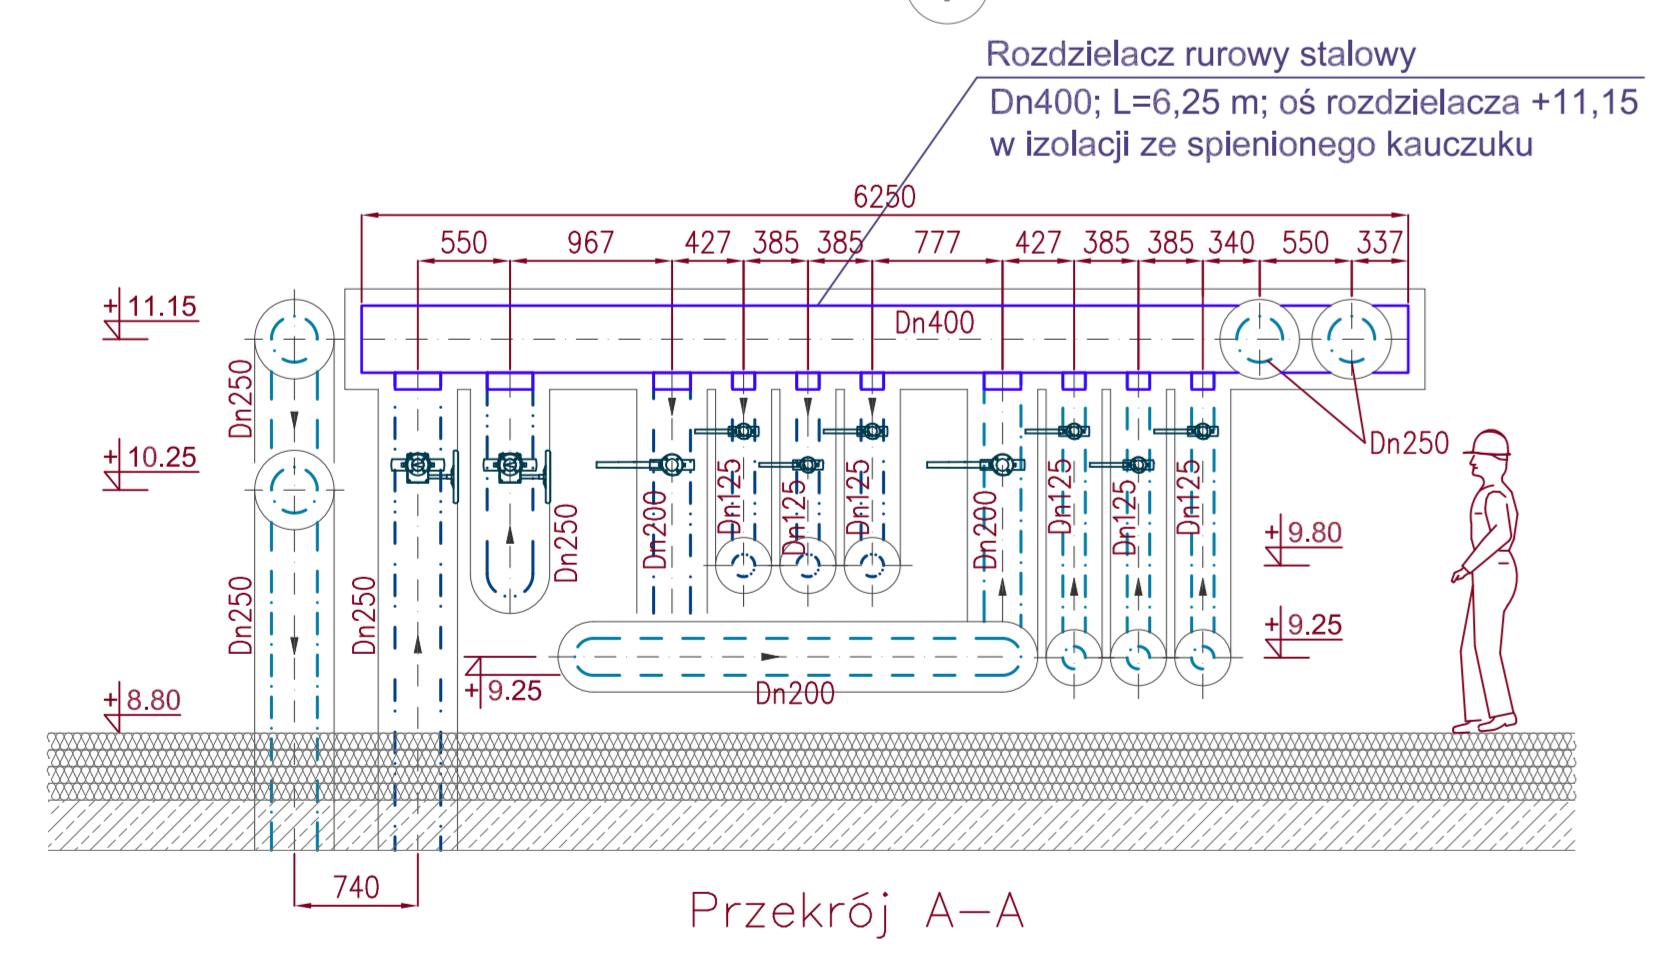 Rozdzielacz rurowy stalowy
Dn400; L=6,25 m; oś rozdzielacza +11,15
w izolacji ze spienionego kauczuku
6250
550 967 427 385 385 777 427 385 385 340 550 337
+11.15
Dn400
Dn250
Dn250
+10.25
Dn250
Dn200
Dn125
Dn125
Dn125
Dn200
Dn125
Dn125
Dn125
+9.80
Dn250
Dn250
+9.25
+9.25
Dn200
+8.80
740
Przekrój A-A
Dn250